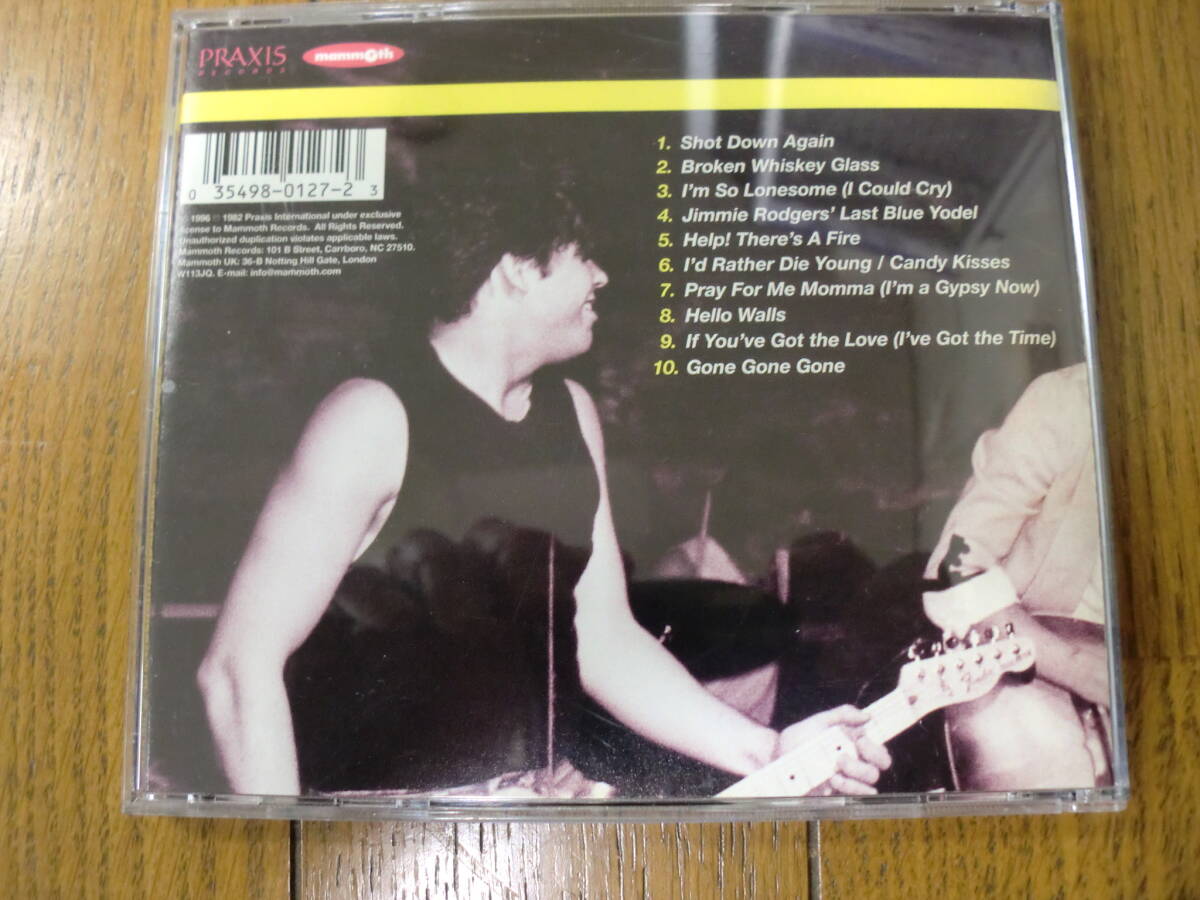 PRAXIS
RECORDS
mammoth
0 35498-0127-2 3
1996 1982 Praxis International under exclusive
license to Mammoth Records. All Rights Reserved.
Unauthorized duplication violates applicable laws.
Mammoth Records: 101 B Street, Carrboro, NC 27510.
Mammoth UK: 36-B Notting Hill Gate, London
W113JQ. E-mail: info@mammoth.com
1. Shot Down Again
2. Broken Whiskey Glass
3. I'm So Lonesome (I Could Cry)
4. Jimmie Rodgers' Last Blue Yodel
5. Help! There's A Fire
6. I'd Rather Die Young / Candy Kisses
7. Pray For Me Momma (I'm a Gypsy Now)
8. Hello Walls
9. If You've Got the Love (I've Got the Time)
10. Gone Gone Gone
Fender